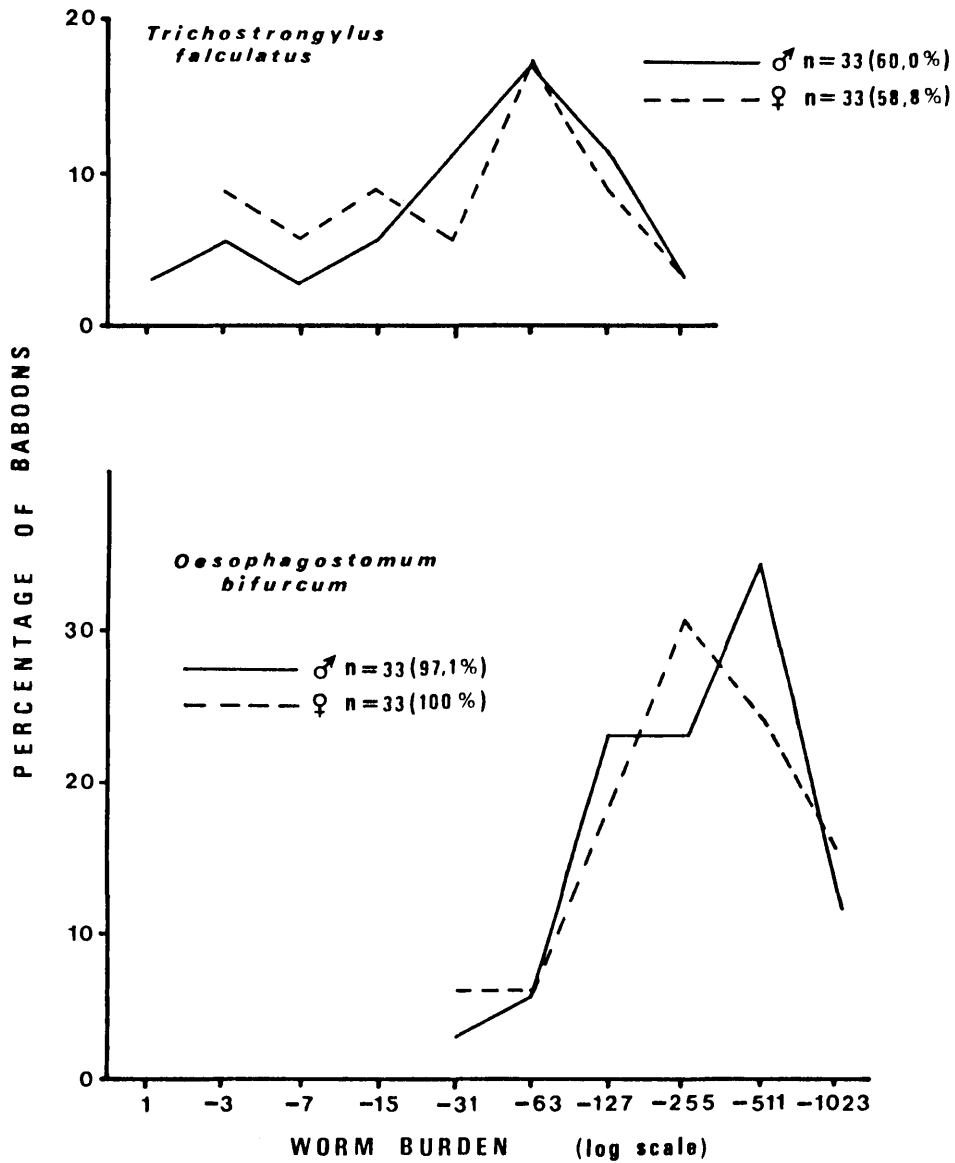 20
Trichostrongylus
falculatus
♂ n=33(60,0%)
♀ n=33(58,8%)
10
0
PERCENTAGE OF BABOONS
Oesophagostomum
bifurcum
30
♂ n=33(97,1%)
♀ n=33(100%)
20
10
0
1 -3 -7 -15 -31 -63 -127 -255 -511 -1023
WORM BURDEN (log scale)